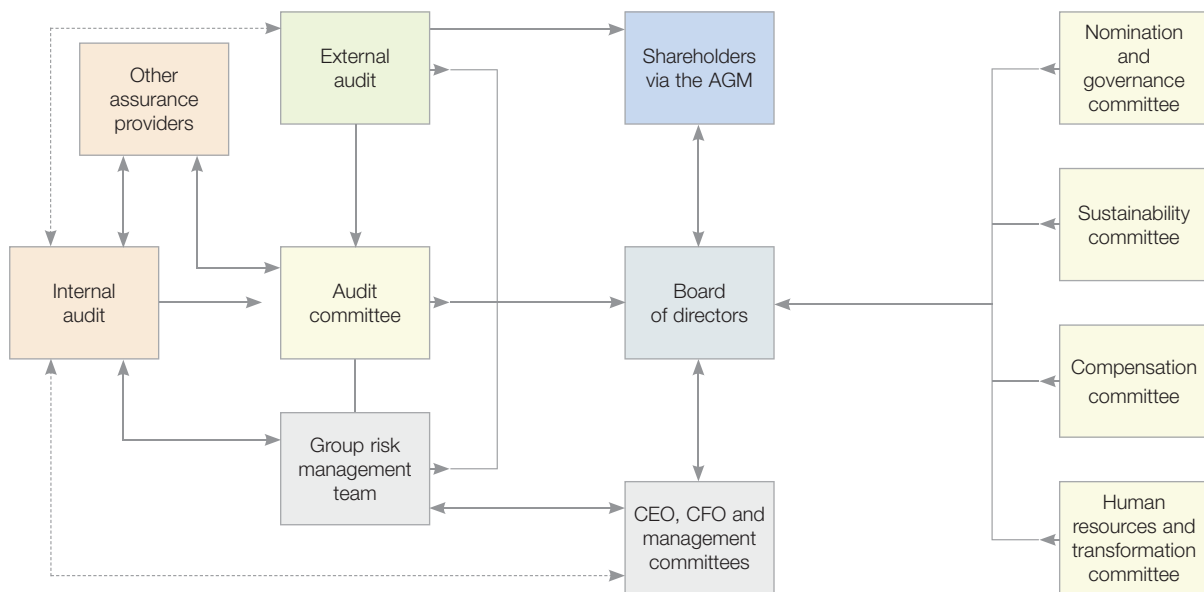 External
audit
Shareholders
via the AGM
Nomination
and
governance
committee
Other
assurance
providers
Sustainability
committee
Internal
audit
Audit
committee
Board
of directors
Compensation
committee
Group risk
management
team
CEO, CFO and
management
committees
Human
resources and
transformation
committee